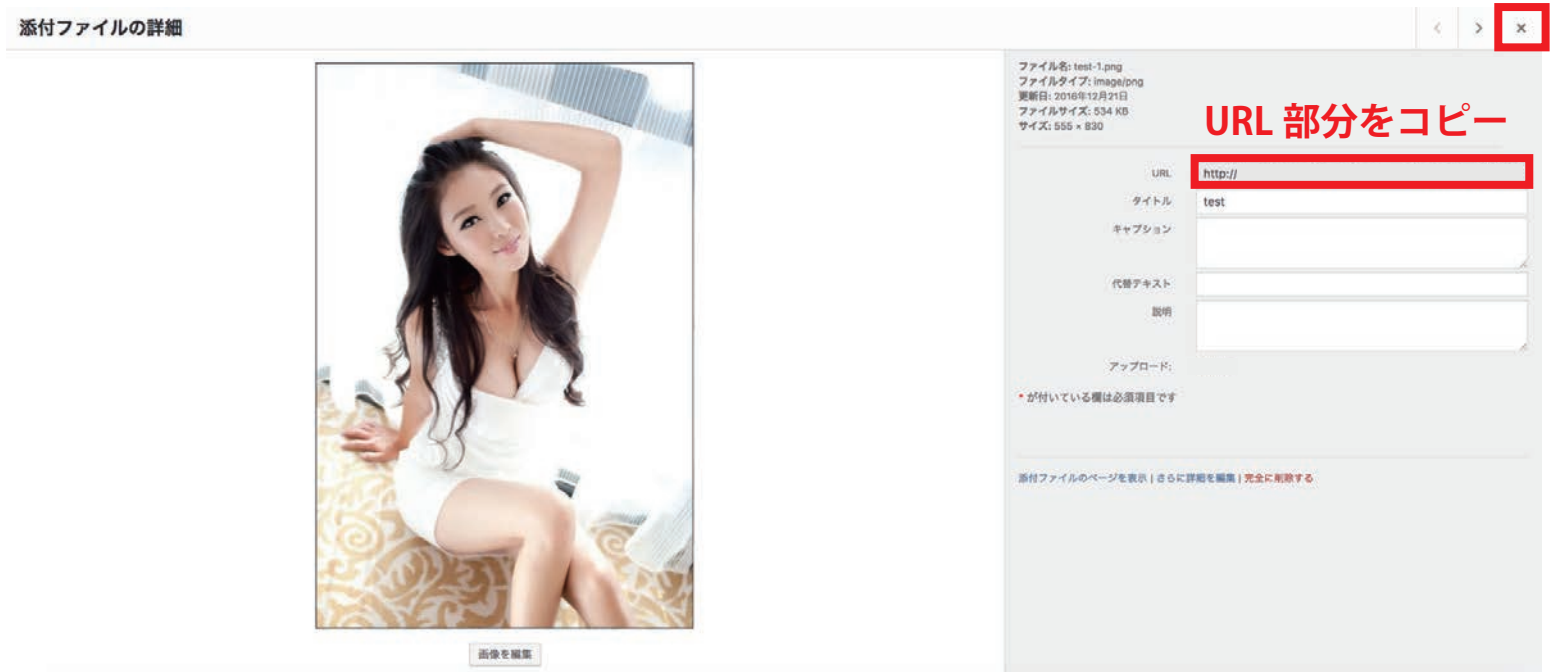 添付ファイルの詳細
ファイル名: test-1.png
ファイルタイプ: image/png
更新日: 2016年12月21日
ファイルサイズ: 534 KB
サイズ: 555 × 830
URL 部分をコピー
URL http://
タイトル test
キャプション
代替テキスト
説明
アップロード:
* が付いている欄は必須項目です
添付ファイルのページを表示 | さらに詳細を編集 | 完全に削除する
画像を編集